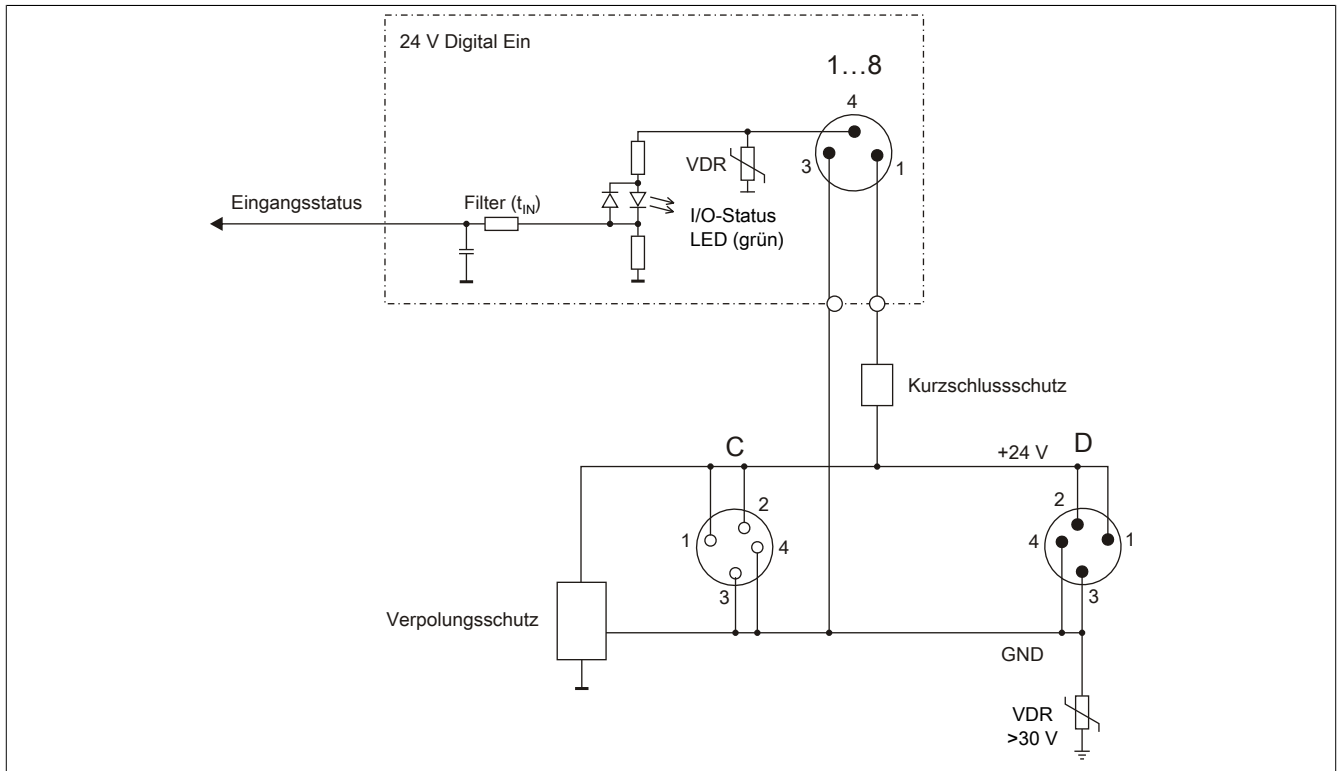 24 V Digital Ein
1…8
4
3
1
VDR
Eingangsstatus
Filter (tIN)
I/O-Status
LED (grün)
Kurzschlussschutz
C
+24 V
D
2
1
4
3
2
4
1
3
Verpolungsschutz
GND
VDR
>30 V